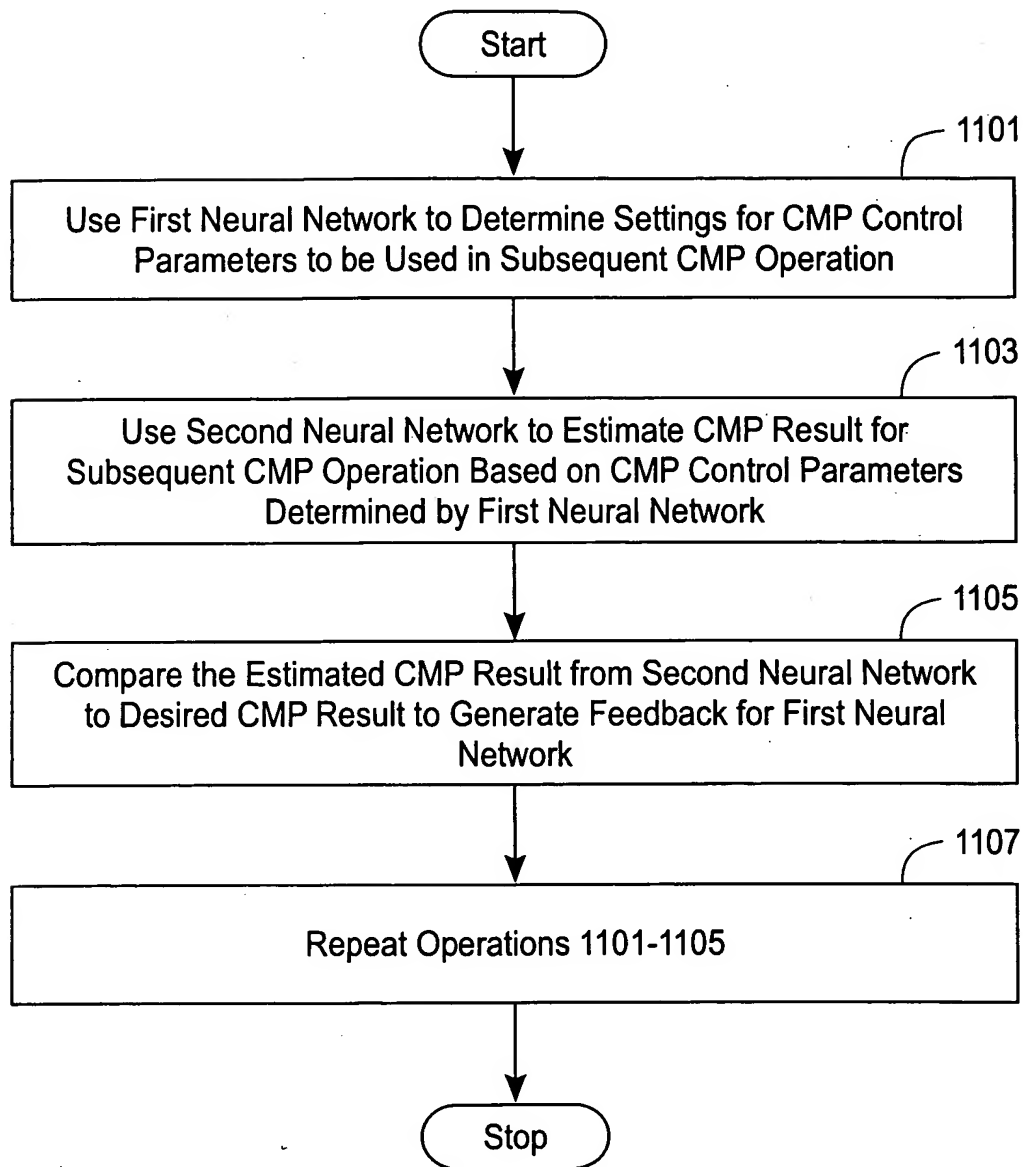 Start
1101
Use First Neural Network to Determine Settings for CMP Control
Parameters to be Used in Subsequent CMP Operation
1103
Use Second Neural Network to Estimate CMP Result for
Subsequent CMP Operation Based on CMP Control Parameters
Determined by First Neural Network
1105
Compare the Estimated CMP Result from Second Neural Network
to Desired CMP Result to Generate Feedback for First Neural
Network
1107
Repeat Operations 1101-1105
Stop